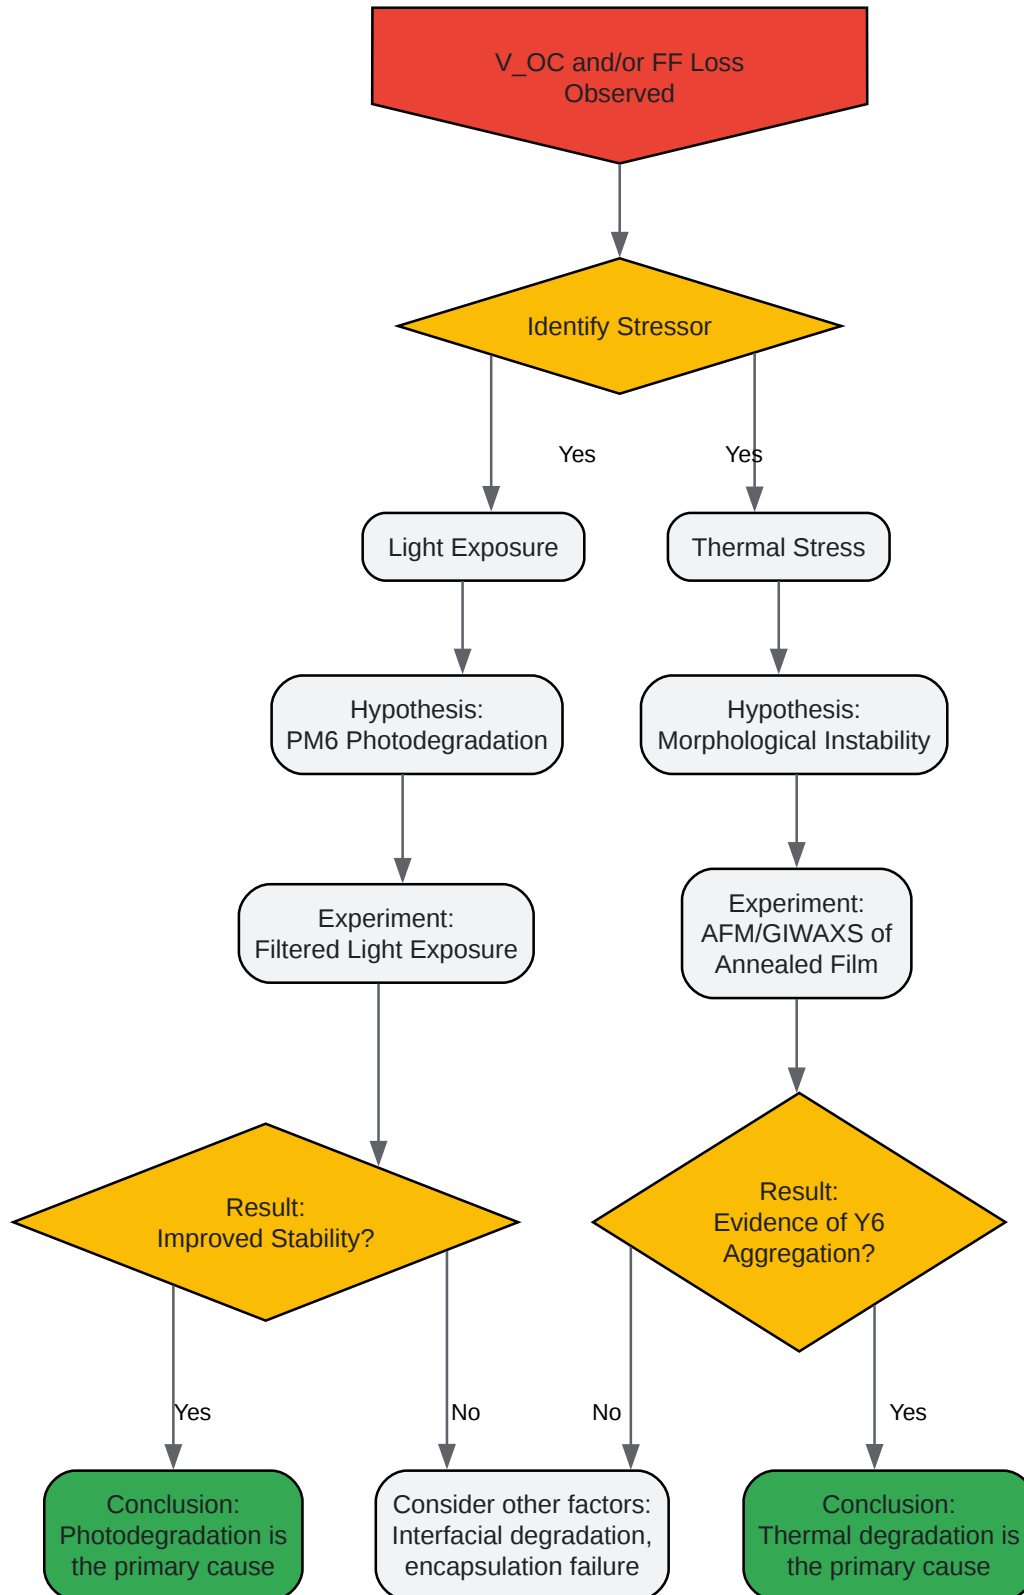 V_OC and/or FF Loss
Observed
Identify Stressor
Yes
Yes
Light Exposure
Thermal Stress
Hypothesis:
PM6 Photodegradation
Hypothesis:
Morphological Instability
Experiment:
Filtered Light Exposure
Experiment:
AFM/GIWAXS of
Annealed Film
Result:
Improved Stability?
Result:
Evidence of Y6
Aggregation?
Yes
No
No
Yes
Conclusion:
Photodegradation is
the primary cause
Consider other factors:
Interfacial degradation,
encapsulation failure
Conclusion:
Thermal degradation is
the primary cause